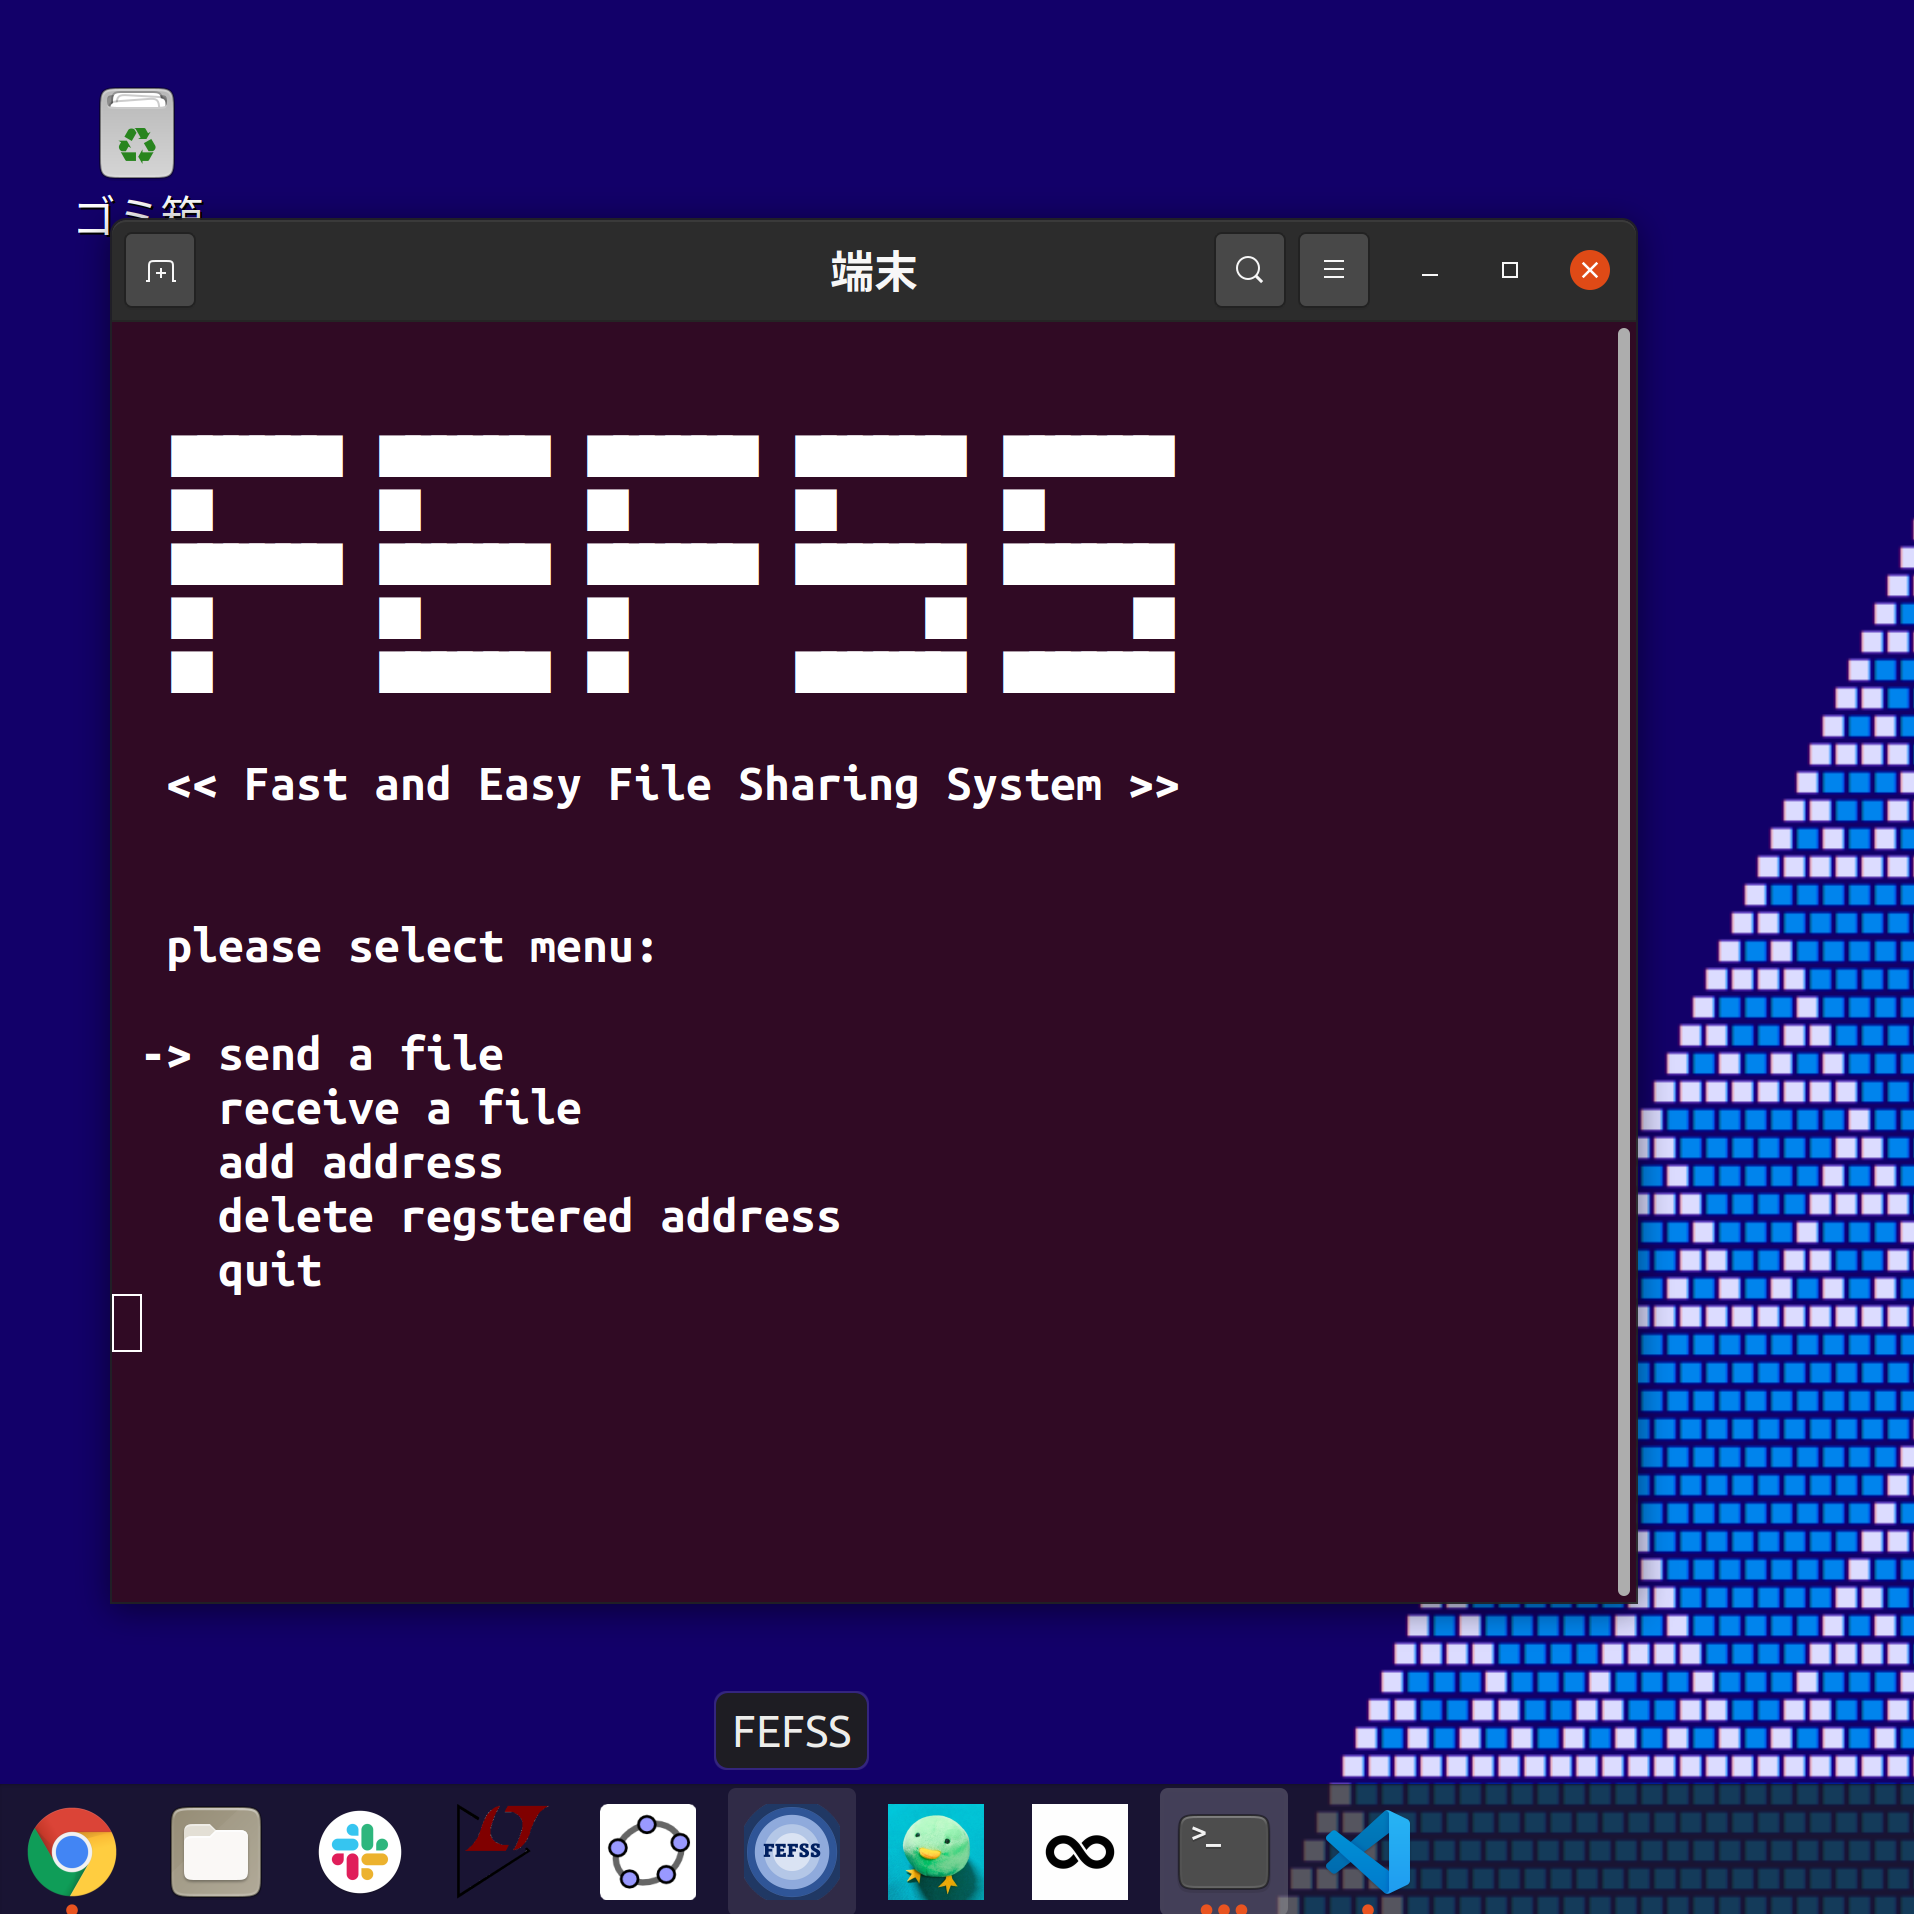 ゴミ箱
端末
FEFSS
<< Fast and Easy File Sharing System >>
please select menu:
-> send a file
receive a file
add address
delete regstered address
quit
FEFSS
FEFSS
>_